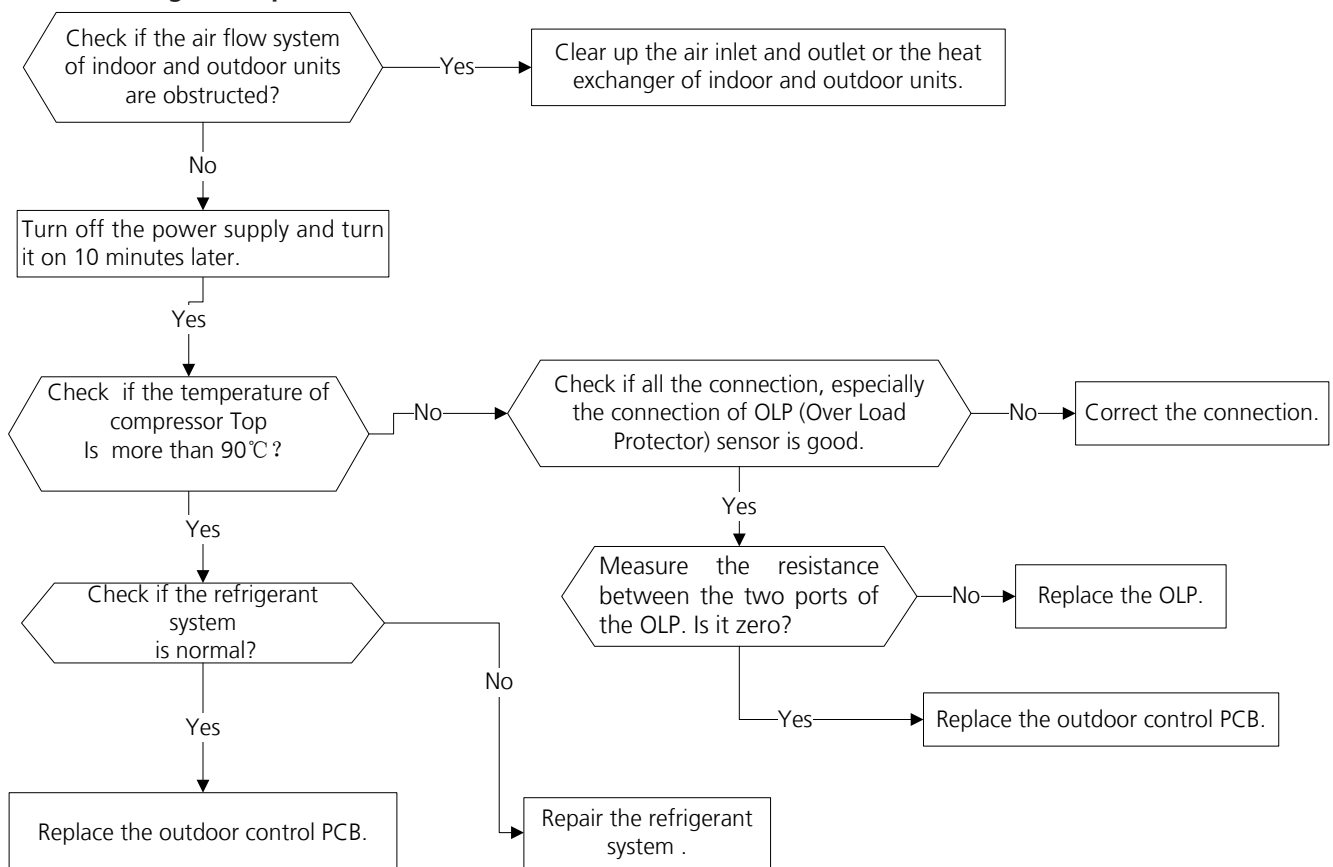 Check if the air flow system
of indoor and outdoor units
are obstructed?
Yes
Clear up the air inlet and outlet or the heat
exchanger of indoor and outdoor units.
No
Turn off the power supply and turn
it on 10 minutes later.
Yes
Check if the temperature of
compressor Top
Is more than 90℃?
No
Check if all the connection, especially
the connection of OLP (Over Load
Protector) sensor is good.
No
Correct the connection.
Yes
Yes
Measure the resistance
between the two ports of
the OLP. Is it zero?
No
Replace the OLP.
Check if the refrigerant
system
is normal?
No
Yes
Yes
Replace the outdoor control PCB.
Replace the outdoor control PCB.
Repair the refrigerant
system .